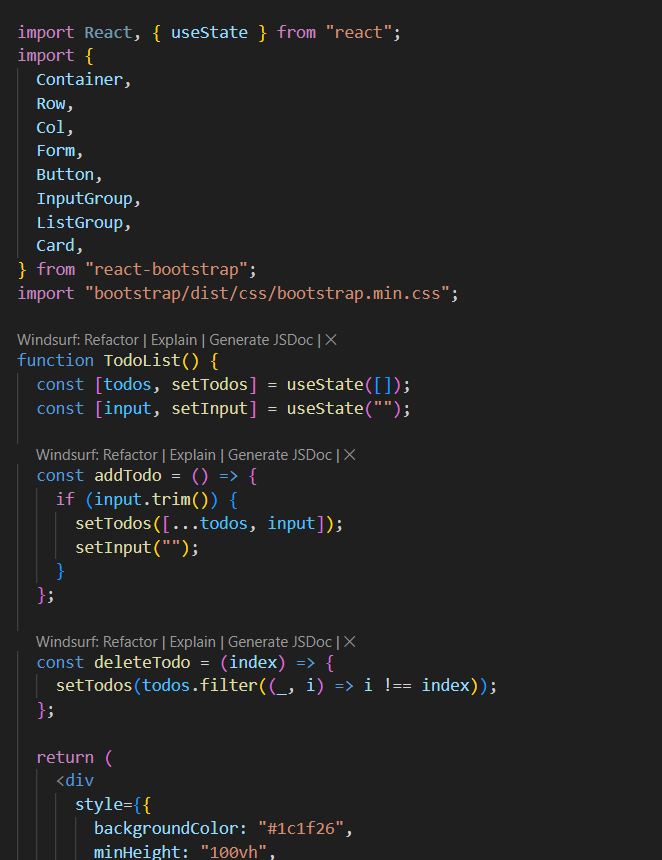 import React, { useState } from "react";
import {
  Container,
  Row,
  Col,
  Form,
  Button,
  InputGroup,
  ListGroup,
  Card,
} from "react-bootstrap";
import "bootstrap/dist/css/bootstrap.min.css";
Windsurf: Refactor | Explain | Generate JSDoc | ×
function TodoList() {
  const [todos, setTodos] = useState([]);
  const [input, setInput] = useState("");
  Windsurf: Refactor | Explain | Generate JSDoc | ×
  const addTodo = () => {
    if (input.trim()) {
      setTodos([...todos, input]);
      setInput("");
    }
  };
  Windsurf: Refactor | Explain | Generate JSDoc | ×
  const deleteTodo = (index) => {
    setTodos(todos.filter((_, i) => i !== index));
  };
  return (
    <div
      style={{
        backgroundColor: "#1c1f26",
        minHeight: "100vh",